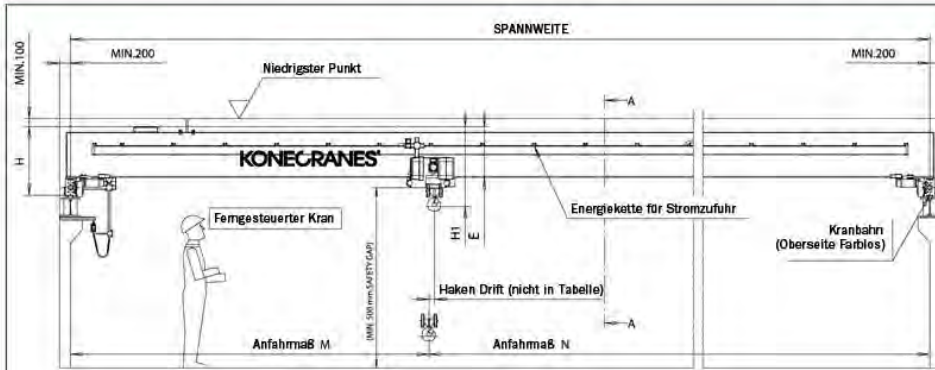 SPANNWEITE
MIN.200
MIN.200
MIN.100
Niedrigster Punkt
A
H
KONECRANES®
Ferngesteuerter Kran
H1
E
Energiekette für Stromzufuhr
Kranbahn
(Oberseite Farblos)
(MIN. 500 mm SAFETY GAP)
Haken Drift (nicht in Tabelle)
A
Anfahrmaß M
Anfahrmaß N